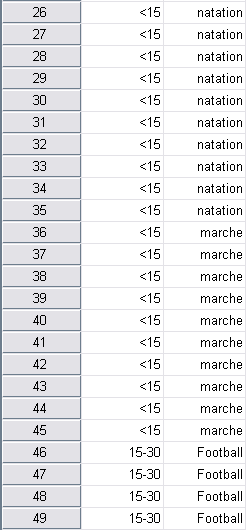 26 <15 natation
27 <15 natation
28 <15 natation
29 <15 natation
30 <15 natation
31 <15 natation
32 <15 natation
33 <15 natation
34 <15 natation
35 <15 natation
36 <15 marche
37 <15 marche
38 <15 marche
39 <15 marche
40 <15 marche
41 <15 marche
42 <15 marche
43 <15 marche
44 <15 marche
45 <15 marche
46 15-30 Football
47 15-30 Football
48 15-30 Football
49 15-30 Football